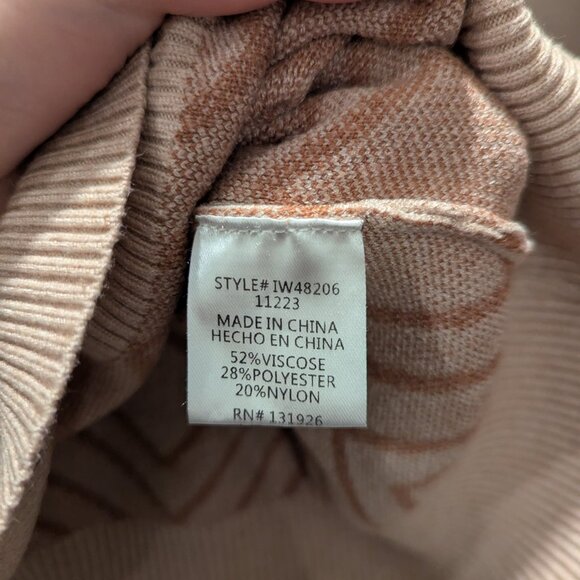 STYLE# IW48206
11223
MADE IN CHINA
HECHO EN CHINA
52%VISCOSE
28%POLYESTER
20%NYLON
RN# 131926